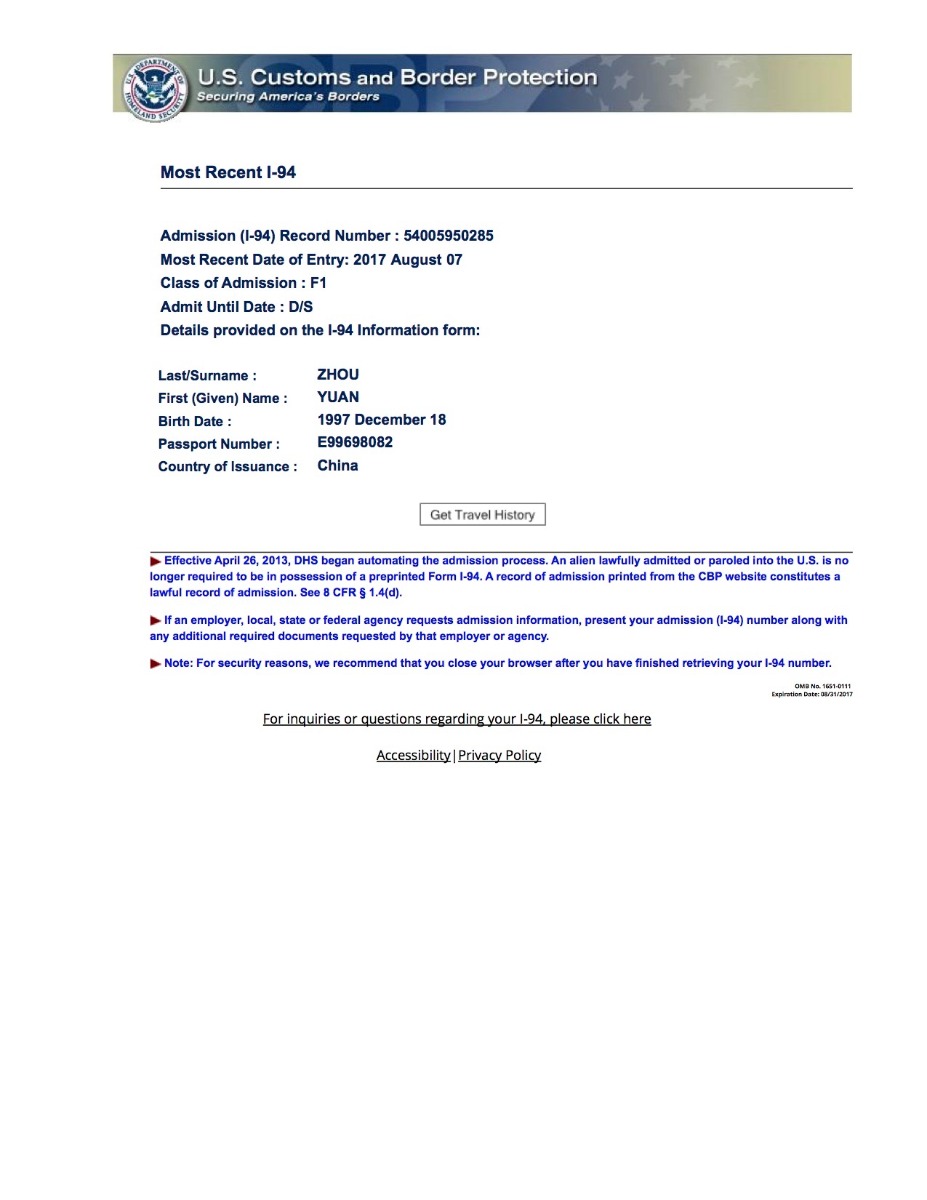 U.S. DEPARTMENT OF HOMELAND SECURITY
U.S. Customs and Border Protection
Securing America's Borders
Most Recent I-94
Admission (I-94) Record Number : 54005950285
Most Recent Date of Entry: 2017 August 07
Class of Admission : F1
Admit Until Date : D/S
Details provided on the I-94 Information form:
Last/Surname : ZHOU
First (Given) Name : YUAN
Birth Date : 1997 December 18
Passport Number : E99698082
Country of Issuance : China
Get Travel History
Effective April 26, 2013, DHS began automating the admission process. An alien lawfully admitted or paroled into the U.S. is no
longer required to be in possession of a preprinted Form I-94. A record of admission printed from the CBP website constitutes a
lawful record of admission. See 8 CFR § 1.4(d).
If an employer, local, state or federal agency requests admission information, present your admission (I-94) number along with
any additional required documents requested by that employer or agency.
Note: For security reasons, we recommend that you close your browser after you have finished retrieving your I-94 number.
OMB No. 1651-0111
Expiration Date: 08/31/2017
For inquiries or questions regarding your I-94, please click here
Accessibility|Privacy Policy